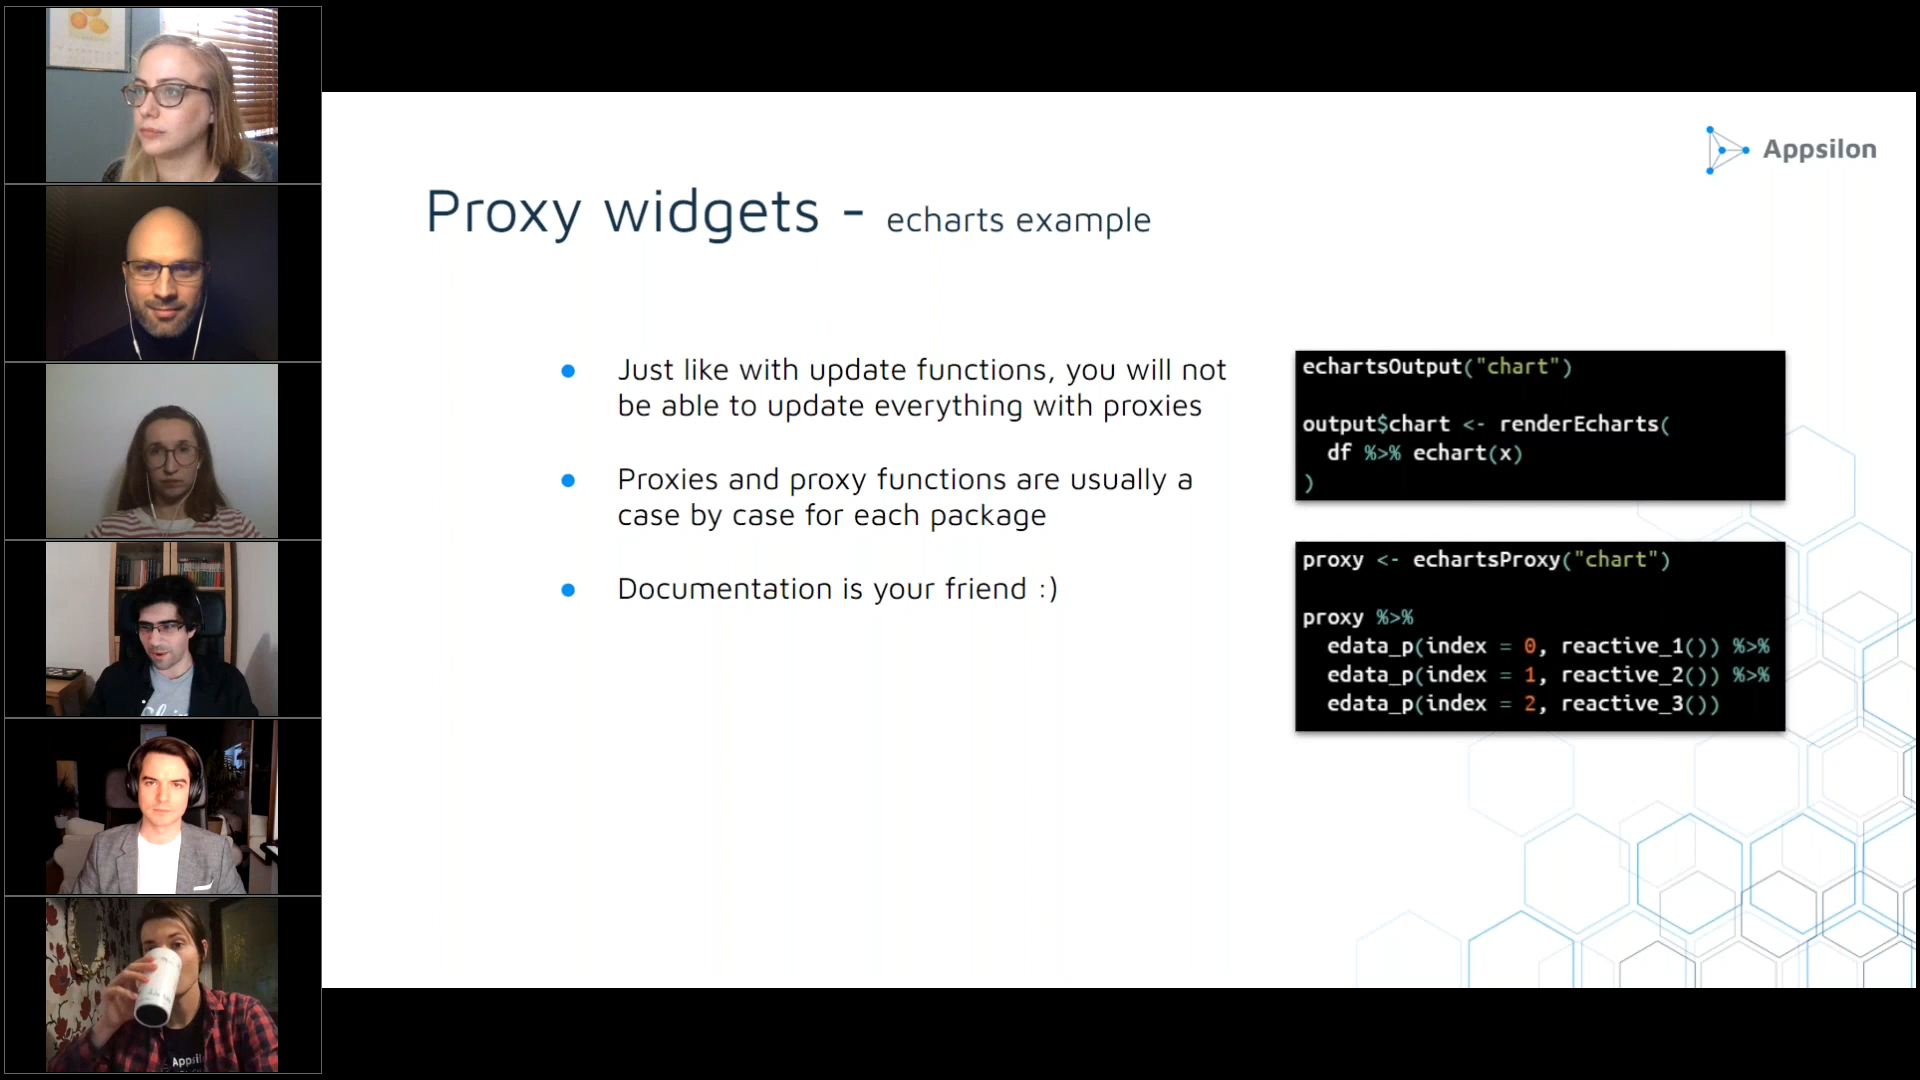 Appsilon
Proxy widgets - echarts example
Just like with update functions, you will not
be able to update everything with proxies
Proxies and proxy functions are usually a
case by case for each package
Documentation is your friend :)
echartsOutput("chart")
output$chart <- renderEcharts(
df %>% echart(x)
)
proxy <- echartsProxy("chart")
proxy %>%
edata_p(index = 0, reactive_1()) %>%
edata_p(index = 1, reactive_2()) %>%
edata_p(index = 2, reactive_3())